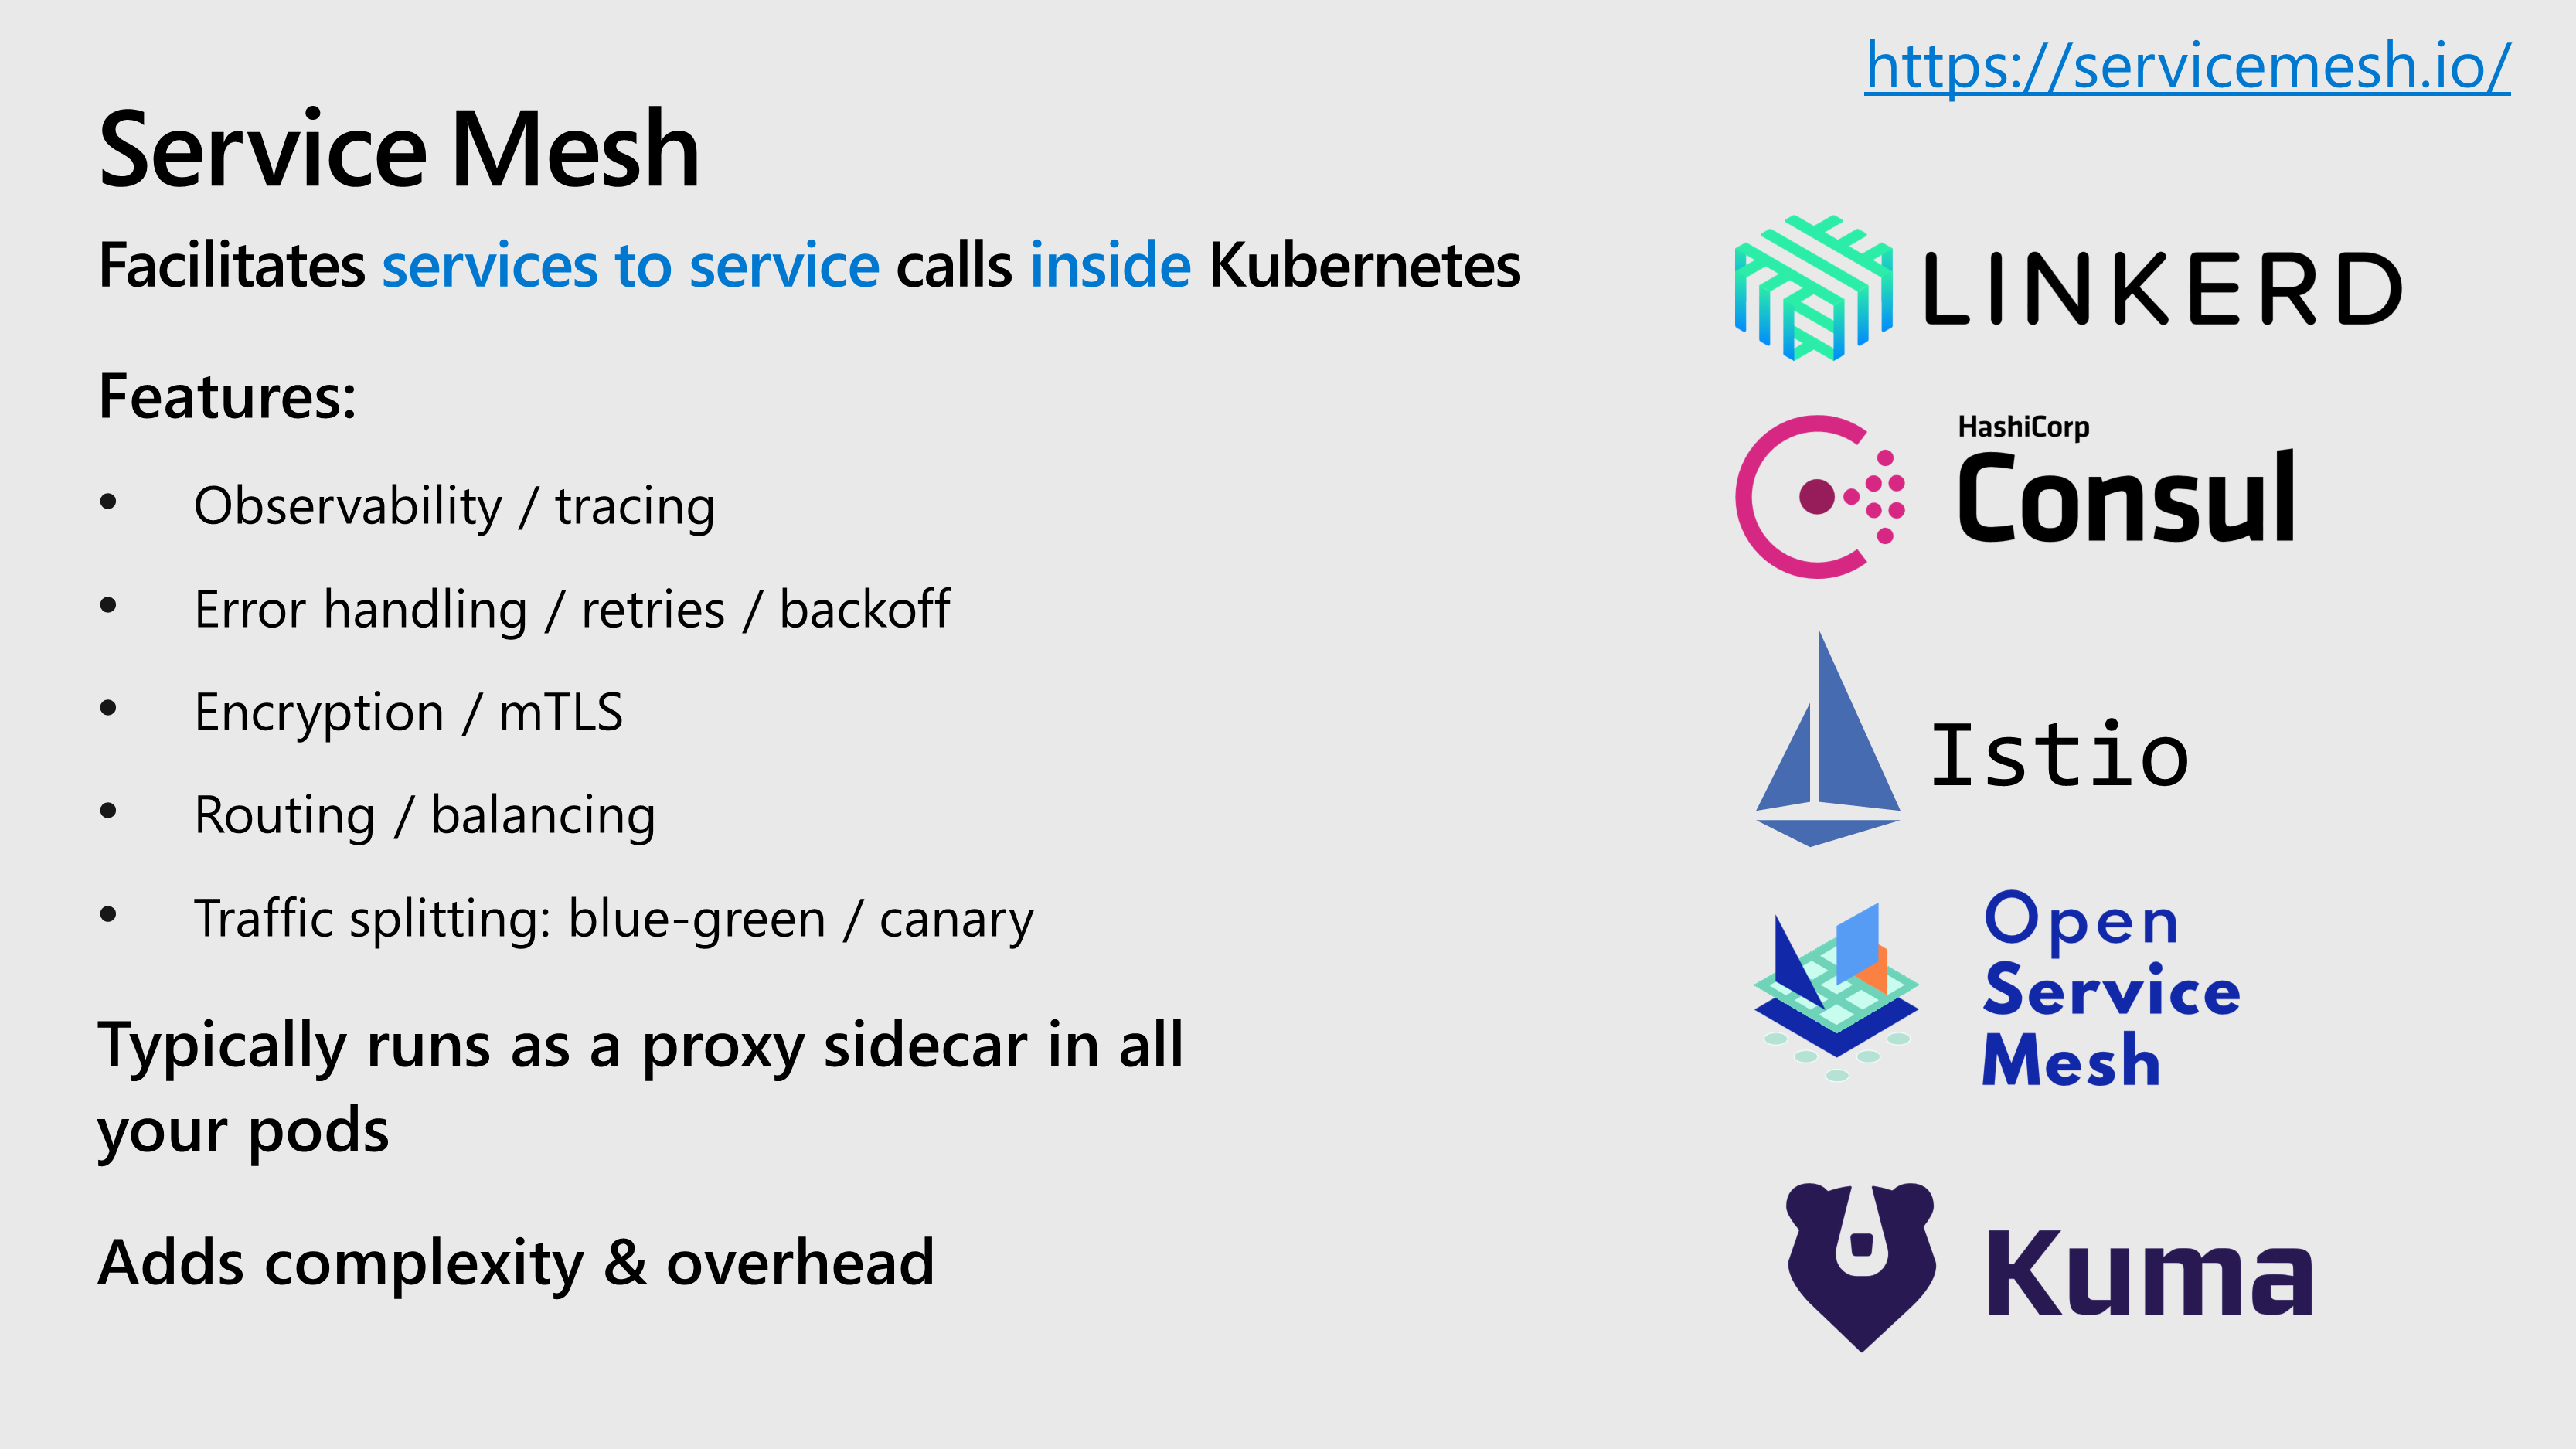 https://servicemesh.io/
Service Mesh
Facilitates services to service calls inside Kubernetes
Features:
• Observability / tracing
• Error handling / retries / backoff
• Encryption / mTLS
• Routing / balancing
• Traffic splitting: blue-green / canary
Typically runs as a proxy sidecar in all
your pods
Adds complexity & overhead
LINKERD
HashiCorp
Consul
Istio
Open
Service
Mesh
Kuma